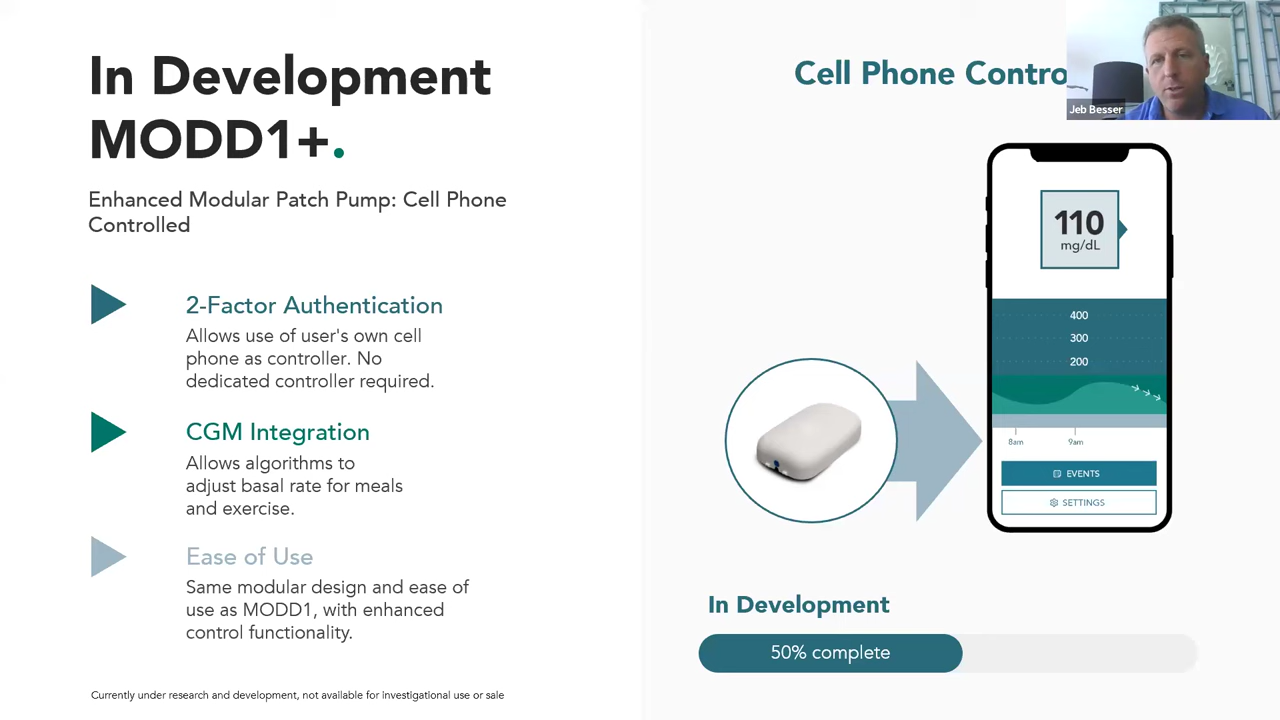 In Development
MODD1+.
Enhanced Modular Patch Pump: Cell Phone
Controlled
2-Factor Authentication
Allows use of user's own cell
phone as controller. No
dedicated controller required.
CGM Integration
Allows algorithms to
adjust basal rate for meals
and exercise.
Ease of Use
Same modular design and ease of
use as MODD1, with enhanced
control functionality.
Currently under research and development, not available for investigational use or sale
Cell Phone Contro
Jeb Besser
110
mg/dL
400
300
200
8am 9am
EVENTS
SETTINGS
In Development
50% complete